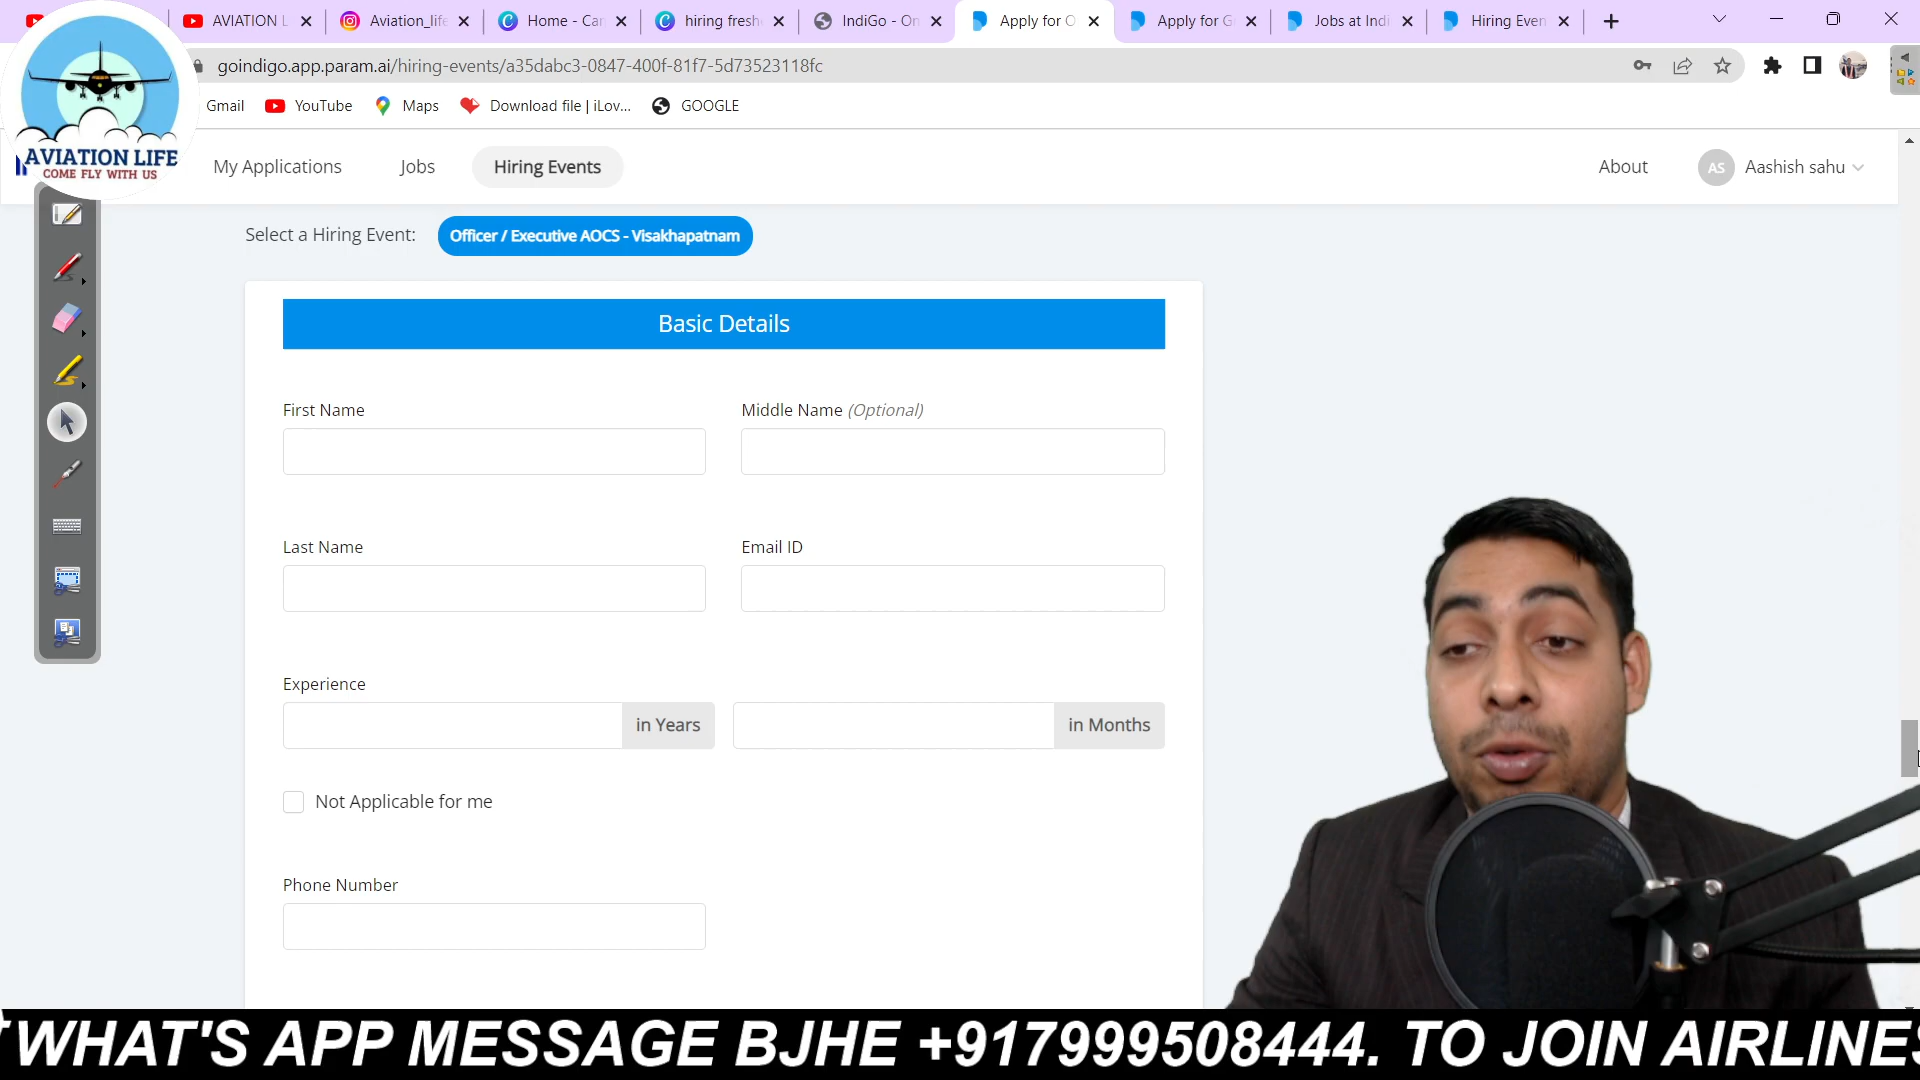 AVIATION L
Aviation_life
Home - Can
hiring fresh
IndiGo - On
Apply for O
Apply for G
Jobs at Indi
Hiring Even
goindigo.app.param.ai/hiring-events/a35dabc3-0847-400f-81f7-5d73523118fc
Gmail
YouTube
Maps
Download file | iLov...
GOOGLE
AVIATION LIFE
COME FLY WITH US
My Applications
Jobs
Hiring Events
About
AS
Aashish sahu
Select a Hiring Event:
Officer / Executive AOCS - Visakhapatnam
Basic Details
First Name
Middle Name (Optional)
Last Name
Email ID
Experience
in Years
in Months
Not Applicable for me
Phone Number
WHAT'S APP MESSAGE BJHE +917999508444. TO JOIN AIRLINES